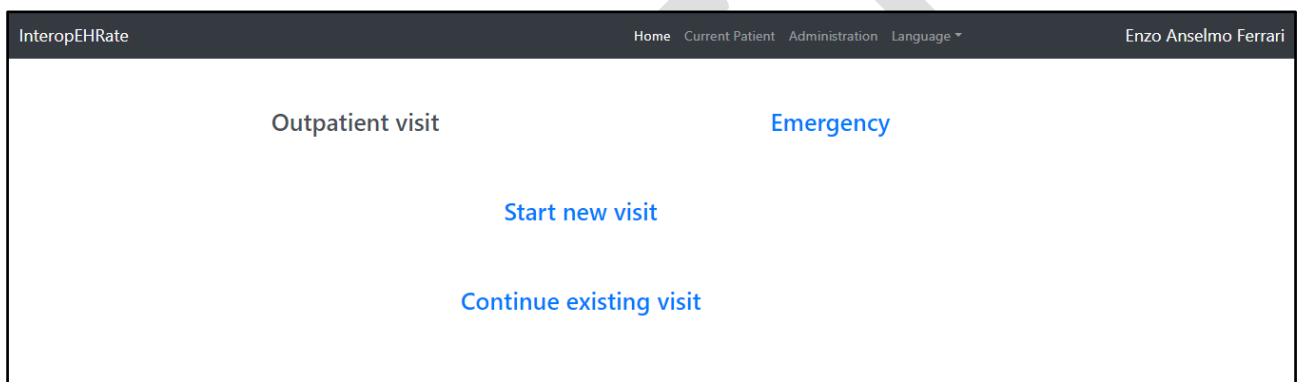 InteropEHRate Home Current Patient Administration Language Enzo Anselmo Ferrari
Outpatient visit Emergency
Start new visit
Continue existing visit